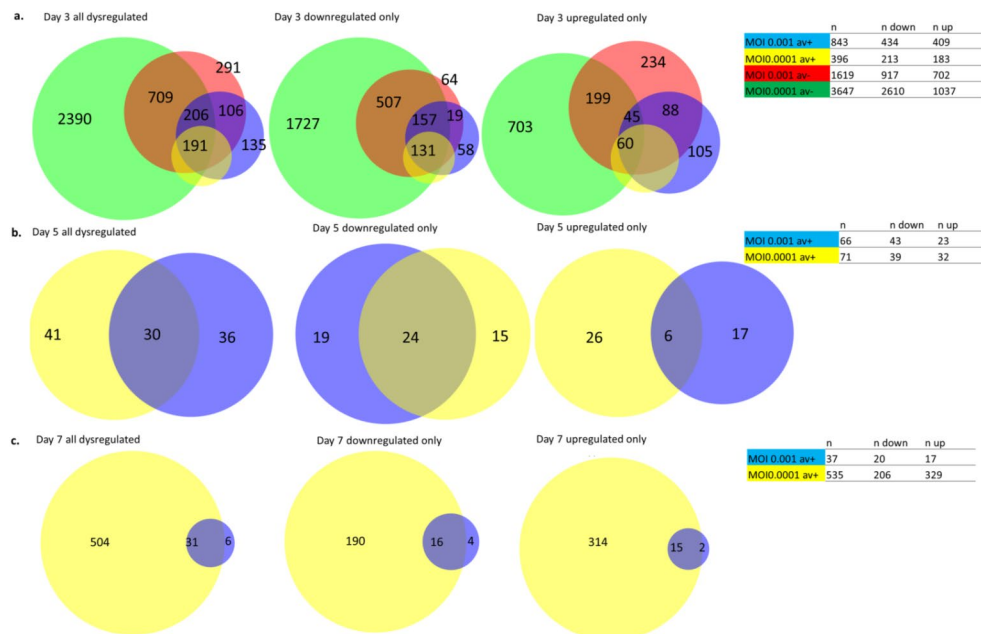 a. Day 3 all dysregulated Day 3 downregulated only Day 3 upregulated only
2390 709 291 206 106 191 135
1727 507 64 157 19 131 58
703 199 234 45 88 60 105
n n down n up
MOI 0.001 av+ 843 434 409
MOI0.0001 av+ 396 213 183
MOI 0.001 av- 1619 917 702
MOI0.0001 av- 3647 2610 1037
b. Day 5 all dysregulated Day 5 downregulated only Day 5 upregulated only
41 30 36
19 24 15
26 6 17
n n down n up
MOI 0.001 av+ 66 43 23
MOI0.0001 av+ 71 39 32
c. Day 7 all dysregulated Day 7 downregulated only Day 7 upregulated only
504 31 6
190 16 4
314 15 2
n n down n up
MOI 0.001 av+ 37 20 17
MOI0.0001 av+ 535 206 329